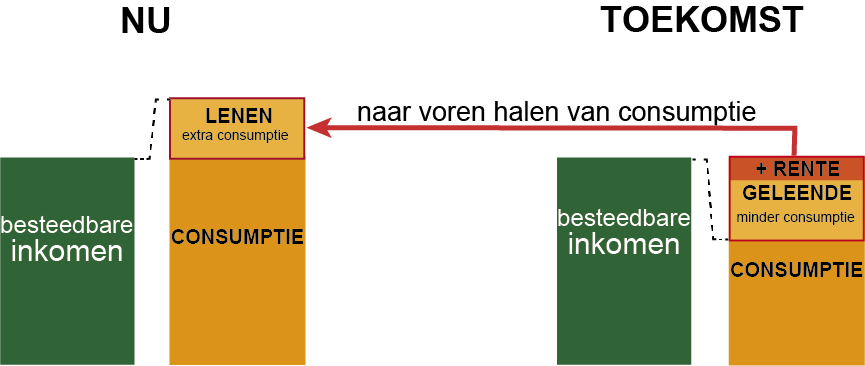 NU
TOEKOMST
LENEN
extra consumptie
naar voren halen van consumptie
+ RENTE
GELEENDE
minder consumptie
besteedbare
inkomen
CONSUMPTIE
besteedbare
inkomen
CONSUMPTIE